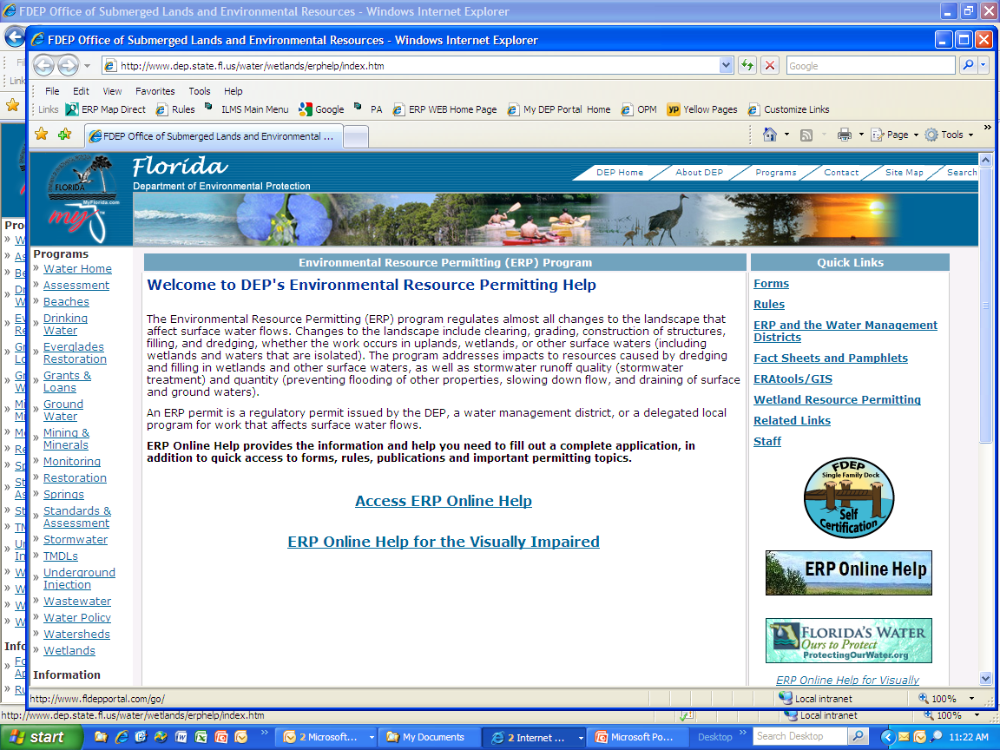 FDEP Office of Submerged Lands and Environmental Resources - Windows Internet Explorer
FDEP Office of Submerged Lands and Environmental Resources - Windows Internet Explorer
http://www.dep.state.fl.us/water/wetlands/erphelp/index.htm
Google
File Edit View Favorites Tools Help
Links ERP Map Direct Rules ILMS Main Menu Google PA ERP WEB Home Page My DEP Portal Home OPM Yellow Pages Customize Links
FDEP Office of Submerged Lands and Environmental ...
Page Tools
FLORIDA
MyFlorida.com
my
Florida
Department of Environmental Protection
DEP Home About DEP Programs Contact Site Map Search
Programs
» Water Home
» Assessment
» Beaches
» Drinking
Water
» Everglades
Restoration
» Grants &
Loans
» Ground
Water
» Mining &
Minerals
» Monitoring
» Restoration
» Springs
» Standards &
Assessment
» Stormwater
» TMDLs
» Underground
Injection
» Wastewater
» Water Policy
» Watersheds
» Wetlands
Information
Environmental Resource Permitting (ERP) Program
Welcome to DEP's Environmental Resource Permitting Help
The Environmental Resource Permitting (ERP) program regulates almost all changes to the landscape that
affect surface water flows. Changes to the landscape include clearing, grading, construction of structures,
filling, and dredging, whether the work occurs in uplands, wetlands, or other surface waters (including
wetlands and waters that are isolated). The program addresses impacts to resources caused by dredging
and filling in wetlands and other surface waters, as well as stormwater runoff quality (stormwater
treatment) and quantity (preventing flooding of other properties, slowing down flow, and draining of surface
and ground waters).
An ERP permit is a regulatory permit issued by the DEP, a water management district, or a delegated local
program for work that affects surface water flows.
ERP Online Help provides the information and help you need to fill out a complete application, in
addition to quick access to forms, rules, publications and important permitting topics.
Access ERP Online Help
ERP Online Help for the Visually Impaired
Quick Links
Forms
Rules
ERP and the Water Management
Districts
Fact Sheets and Pamphlets
ERAtools/GIS
Wetland Resource Permitting
Related Links
Staff
FDEP
Single Family Dock
Self
Certification
ERP Online Help
FLORIDA'S WATER
Ours to Protect
ProtectingOurWater.org
ERP Online Help for Visually
http://www.fldepportal.com/go/
Local intranet 100%
http://www.dep.state.fl.us/water/wetlands/erphelp/index.htm
Local intranet 100%
start 2 Microsoft... My Documents 2 Internet ... Microsoft Po... Desktop Search Desktop 11:22 AM